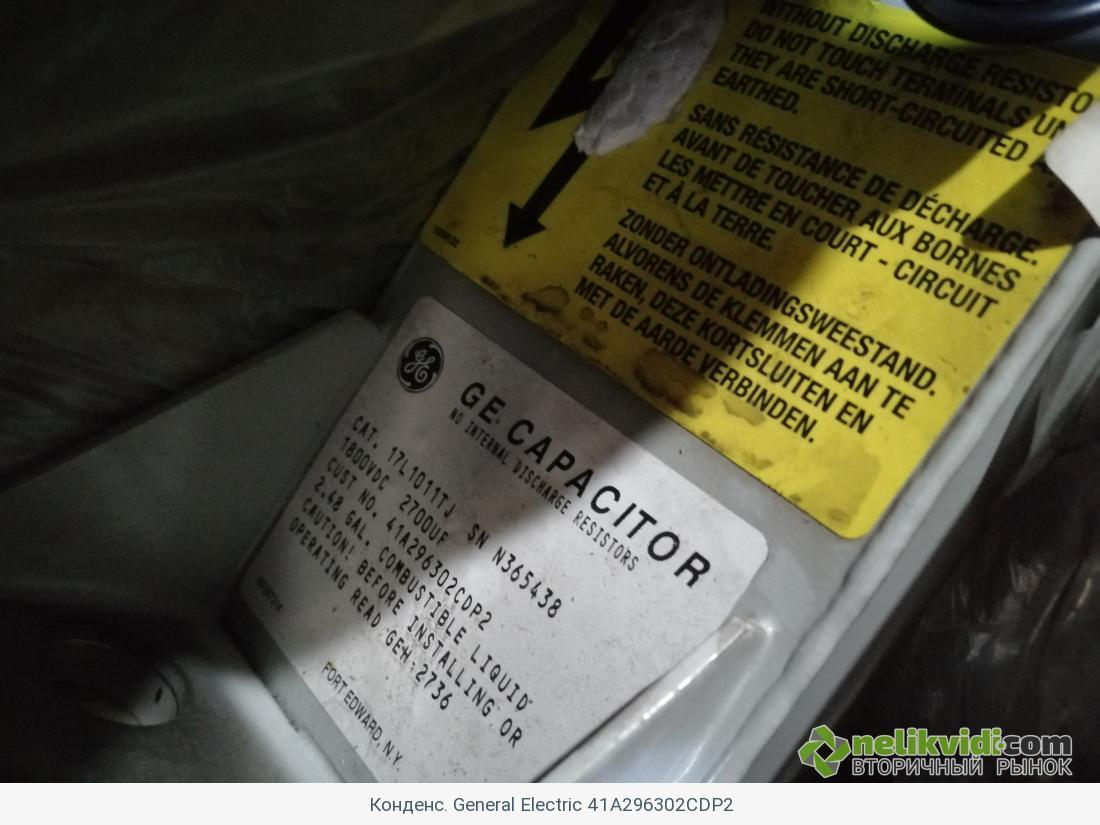 WITHOUT DISCHARGE RESISTO
DO NOT TOUCH TERMINALS UN
THEY ARE SHORT-CIRCUITED A
EARTHED.
SANS RÉSISTANCE DE DÉCHARGE.
AVANT DE TOUCHER AUX BORNES
LES METTRE EN COURT - CIRCUIT
ET À LA TERRE.
ZONDER ONTLADINGSWEESTAND.
ALVORENS DE KLEMMEN AAN TE
RAKEN, DEZE KORTSLUITEN EN
MET DE AARDE VERBINDEN.
GE CAPACITOR
NO INTERNAL DISCHARGE RESISTORS
CAT. 17L1011TJ SN N365438
1800VDC 2700UF
CUST NO. 41A296302CDP2
2.48 GAL. COMBUSTIBLE LIQUID
CAUTION! BEFORE INSTALLING OR
OPERATING READ GEH-2736
FORT EDWARD, N.Y.
nelikvidi.com
ВТОРИЧНЫЙ РЫНОК
Конденс. General Electric 41A296302CDP2